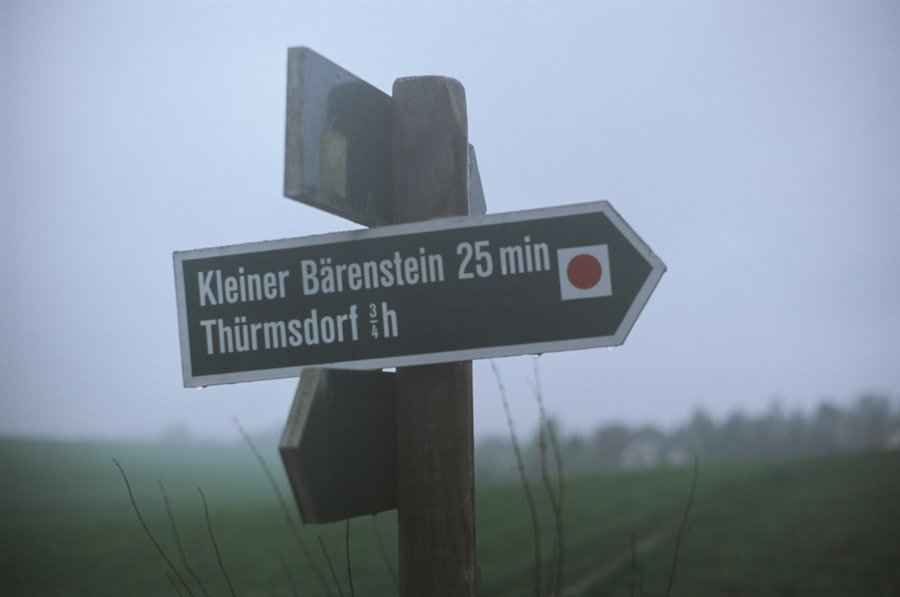 Kleiner Bärenstein 25 min
Thürmsdorf ¾ h